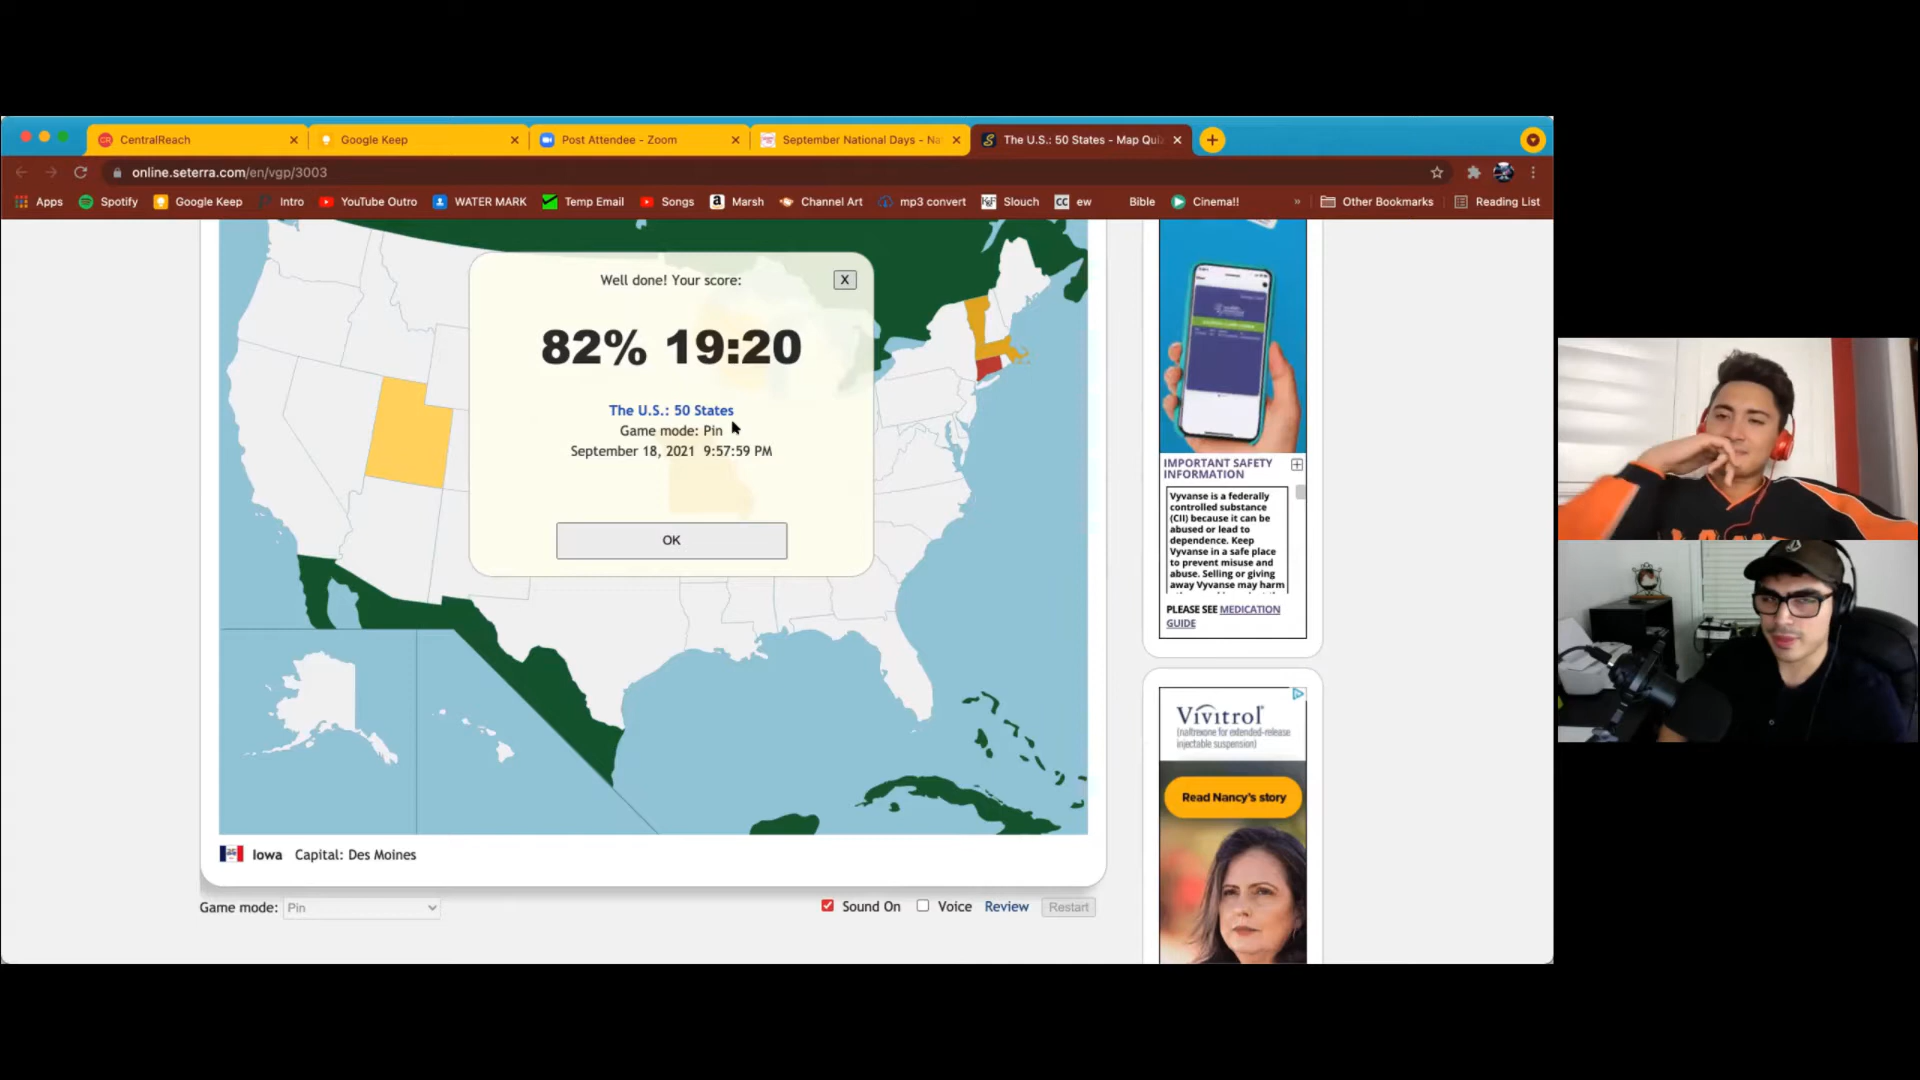 CentralReach
Google Keep
Post Attendee - Zoom
September National Days - Na
The U.S.: 50 States - Map Qui
online.seterra.com/en/vgp/3003
Apps
Spotify
Google Keep
Intro
YouTube Outro
WATER MARK
Temp Email
Songs
Marsh
Channel Art
mp3 convert
Slouch
ew
Bible
Cinema!!
Other Bookmarks
Reading List
Well done! Your score:
X
82% 19:20
The U.S.: 50 States
Game mode: Pin
September 18, 2021 9:57:59 PM
OK
Iowa Capital: Des Moines
Game mode: Pin
Sound On
Voice
Review
Restart
IMPORTANT SAFETY
INFORMATION
Vyvanse is a federally
controlled substance
(CII) because it can be
abused or lead to
dependence. Keep
Vyvanse in a safe place
to prevent misuse and
abuse. Selling or giving
away Vyvanse may harm
PLEASE SEE MEDICATION
GUIDE
Vivitrol
(naltrexone for extended-release
injectable suspension)
Read Nancy's story